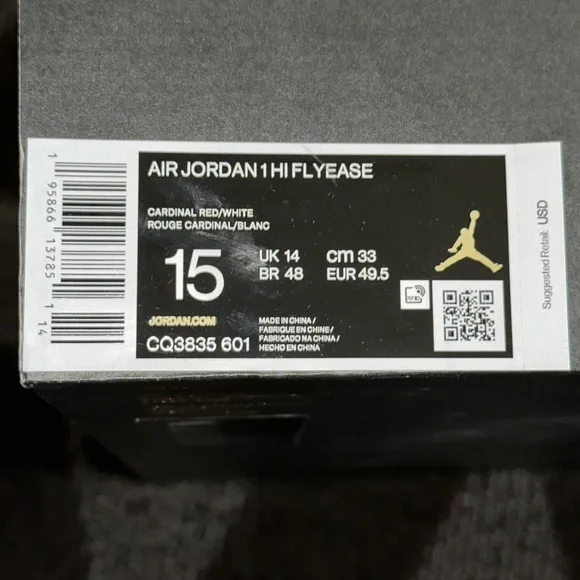 AIR JORDAN 1 HI FLYEASE
CARDINAL RED/WHITE
ROUGE CARDINAL/BLANC
15
UK 14 cm 33
BR 48 EUR 49.5
JORDAN.COM
CQ3835 601
MADE IN CHINA /
FABRIQUE EN CHINE /
FABRICADO NA CHINA /
HECHO EN CHINA
1 95866 13785 1 14
Suggested Retail: USD